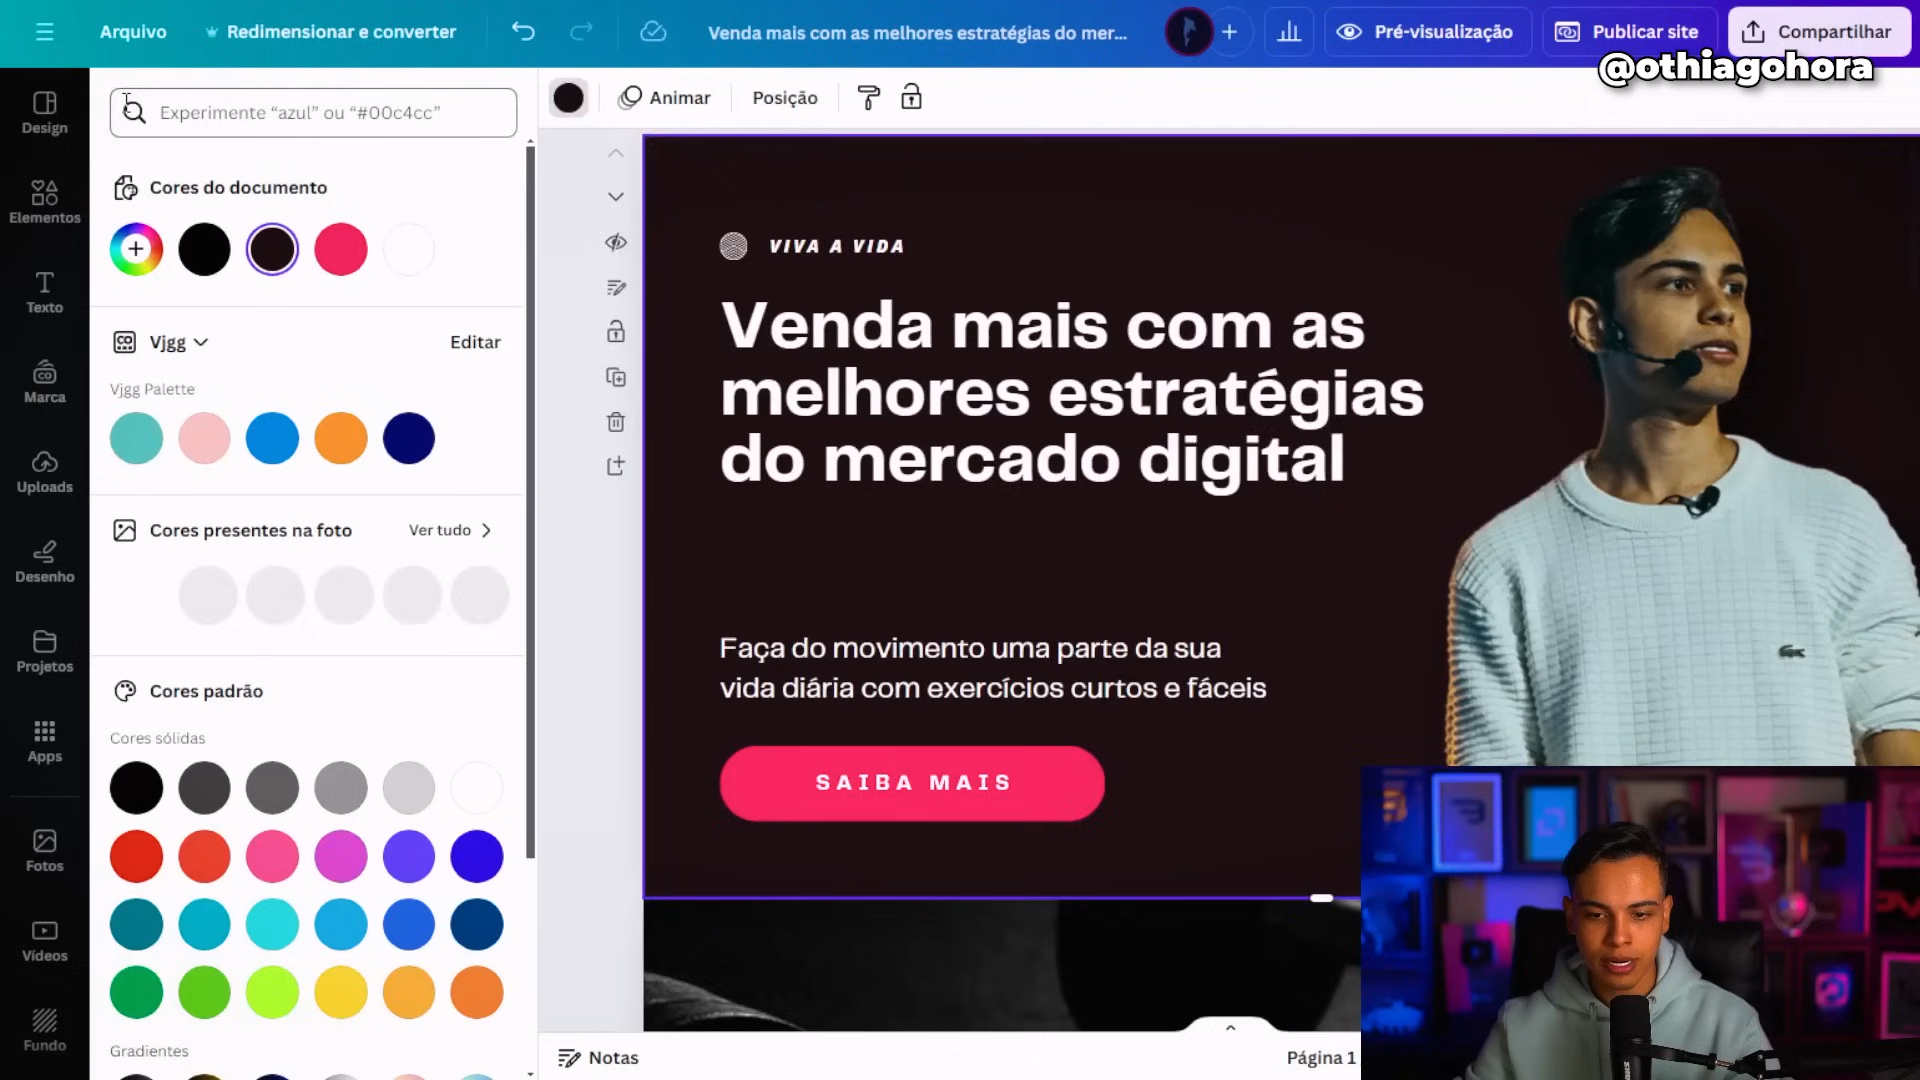 Arquivo
Redimensionar e converter
Venda mais com as melhores estratégias do mer...
Pré-visualização
Publicar site
Compartilhar
@othiagohora
Design
Elementos
Texto
Marca
Uploads
Desenho
Projetos
Apps
Fotos
Vídeos
Fundo
Experimente “azul” ou “#00c4cc”
Cores do documento
Vjgg
Editar
Vjgg Palette
Cores presentes na foto
Ver tudo
Cores padrão
Cores sólidas
Gradientes
Animar
Posição
VIVA A VIDA
Venda mais com as
melhores estratégias
do mercado digital
Faça do movimento uma parte da sua
vida diária com exercícios curtos e fáceis
SAIBA MAIS
Notas
Página 1